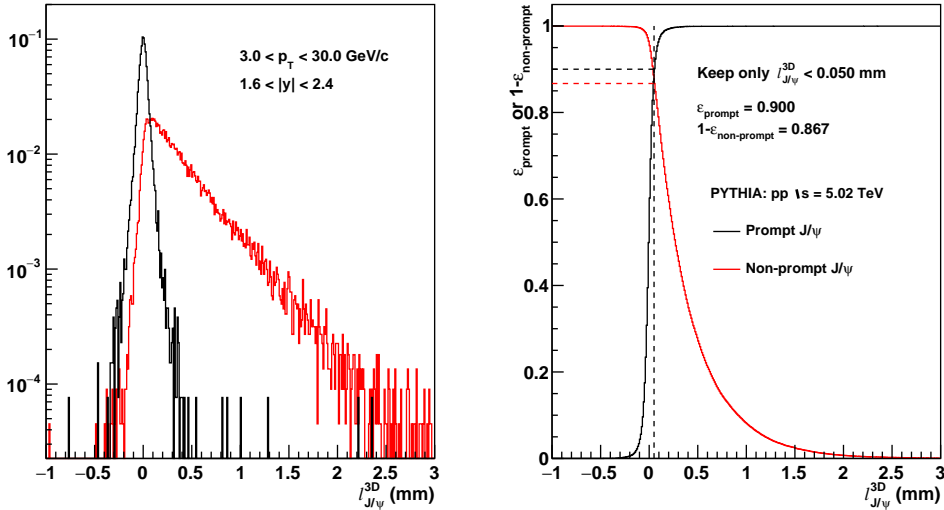 10⁻¹
10⁻²
10⁻³
10⁻⁴
3.0 < p_T < 30.0 GeV/c
1.6 < |y| < 2.4
−1 −0.5 0 0.5 1 1.5 2 2.5 3
l^3D_J/ψ (mm)
ε_prompt or 1-ε_non-prompt
1
0.8
0.6
0.4
0.2
0
Keep only l^3D_J/ψ < 0.050 mm
ε_prompt = 0.900
1-ε_non-prompt = 0.867
PYTHIA: pp √s = 5.02 TeV
Prompt J/ψ
Non-prompt J/ψ
−1 −0.5 0 0.5 1 1.5 2 2.5 3
l^3D_J/ψ (mm)